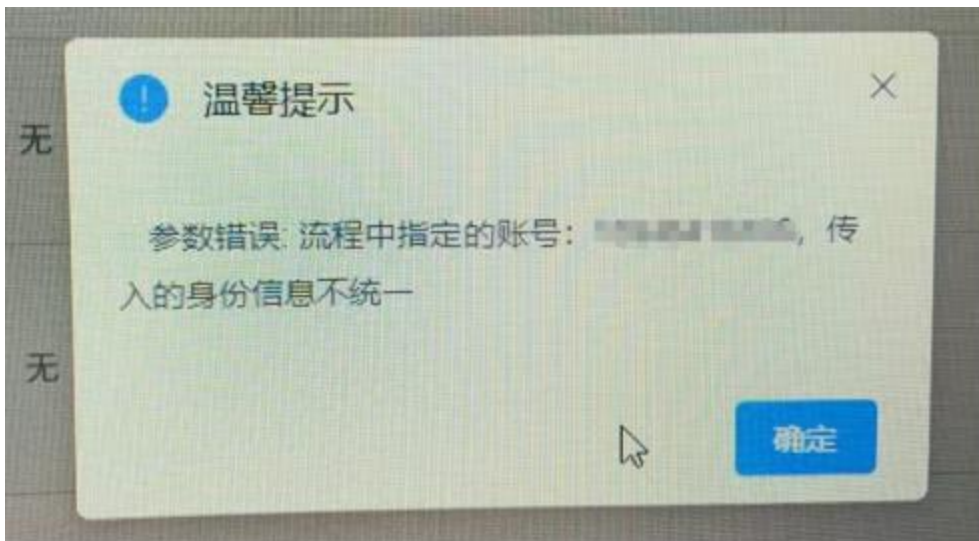 温馨提示
无
参数错误: 流程中指定的账号: , 传
入的身份信息不统一
无
确定